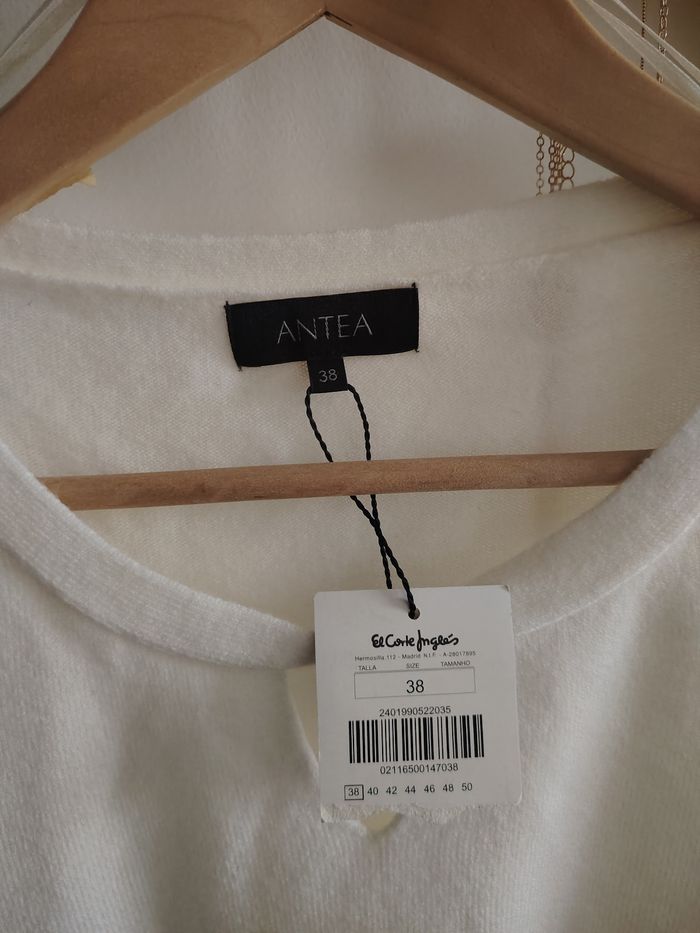 ANTEA
38
El Corte Inglés
Hermosilla 112 - Madrid N.I.F. - A-28017895
TALLA SIZE TAMANHO
38
2401990522035
02116500147038
38 40 42 44 46 48 50